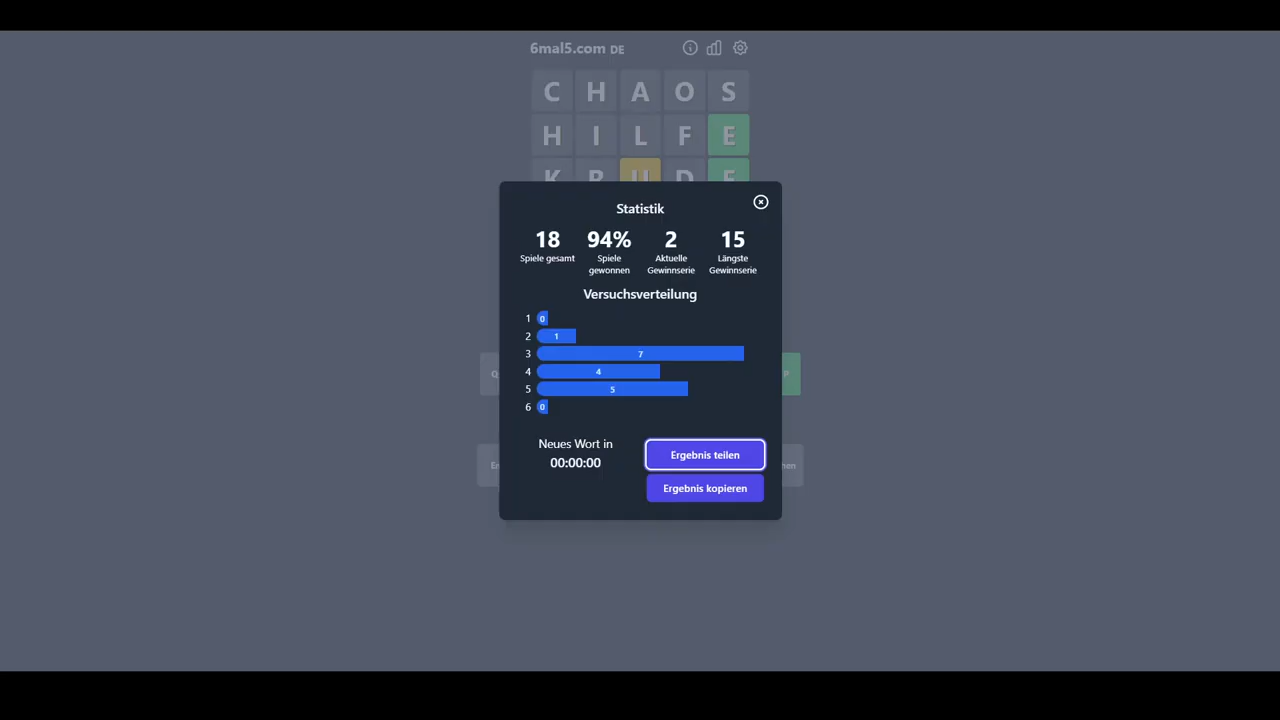 6mal5.com DE
C H A O S
H I L F E
K R U D E
Statistik
18 94% 2 15
Spiele gesamt Spiele gewonnen Aktuelle Gewinnserie Längste Gewinnserie
Versuchsverteilung
1 0
2 1
3 7
4 4
5 5
6 0
Q P
Neues Wort in
00:00:00
Ergebnis teilen
Ergebnis kopieren